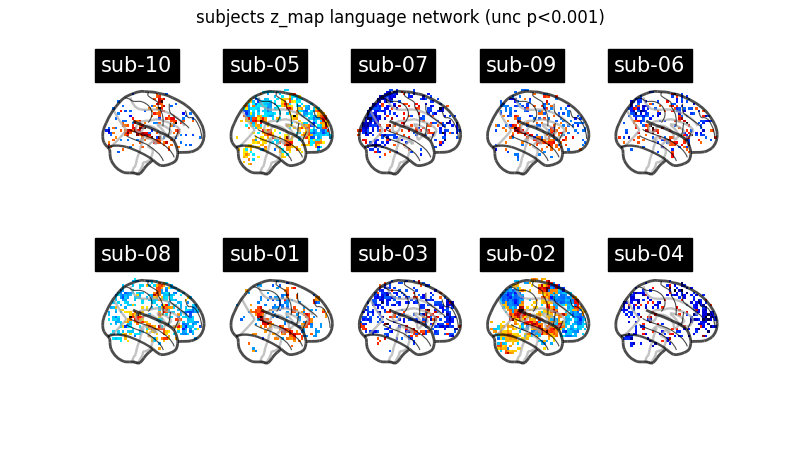 subjects z_map language network (unc p<0.001)
sub-10 sub-05 sub-07 sub-09 sub-06
sub-08 sub-01 sub-03 sub-02 sub-04